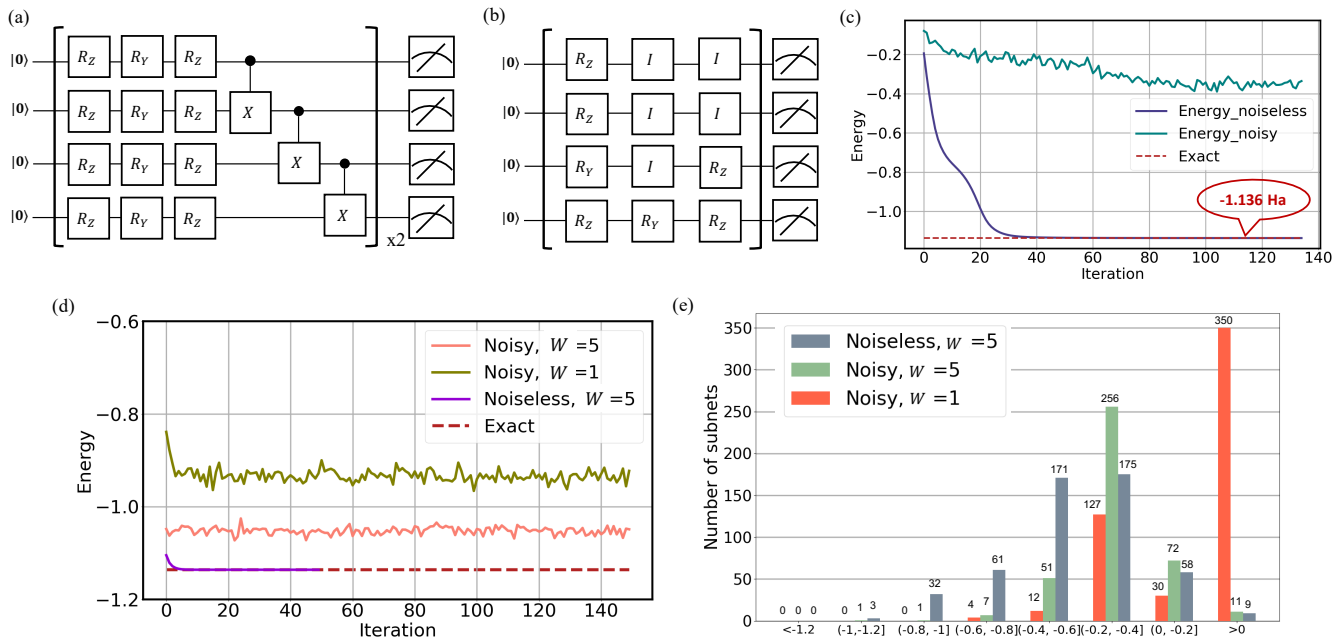 (a)
|0⟩ R_Z R_Y R_Z
|0⟩ R_Z R_Y R_Z X
|0⟩ R_Z R_Y R_Z X
|0⟩ R_Z R_Y R_Z X
x2
(b)
|0⟩ R_Z I I
|0⟩ R_Z I I
|0⟩ R_Y I R_Z
|0⟩ R_Z R_Y R_Z
(c)
Energy
−0.2
−0.4
−0.6
−0.8
−1.0
Energy_noiseless
Energy_noisy
Exact
-1.136 Ha
0 20 40 60 80 100 120 140
Iteration
(d)
Energy
−0.6
−0.8
−1.0
−1.2
Noisy, W =5
Noisy, W =1
Noiseless, W =5
Exact
0 20 40 60 80 100 120 140
Iteration
(e)
Number of subnets
350
300
250
200
150
100
50
0
Noiseless, W =5
Noisy, W =5
Noisy, W =1
0 0 0
0 1 3
0 1 32
4 7 61
12 51 171
127 256 175
30 72 58
350 11 9
<-1.2 (-1,-1.2] (-0.8, -1] (-0.6, -0.8] (-0.4, -0.6] (-0.2, -0.4] (0, -0.2] >0